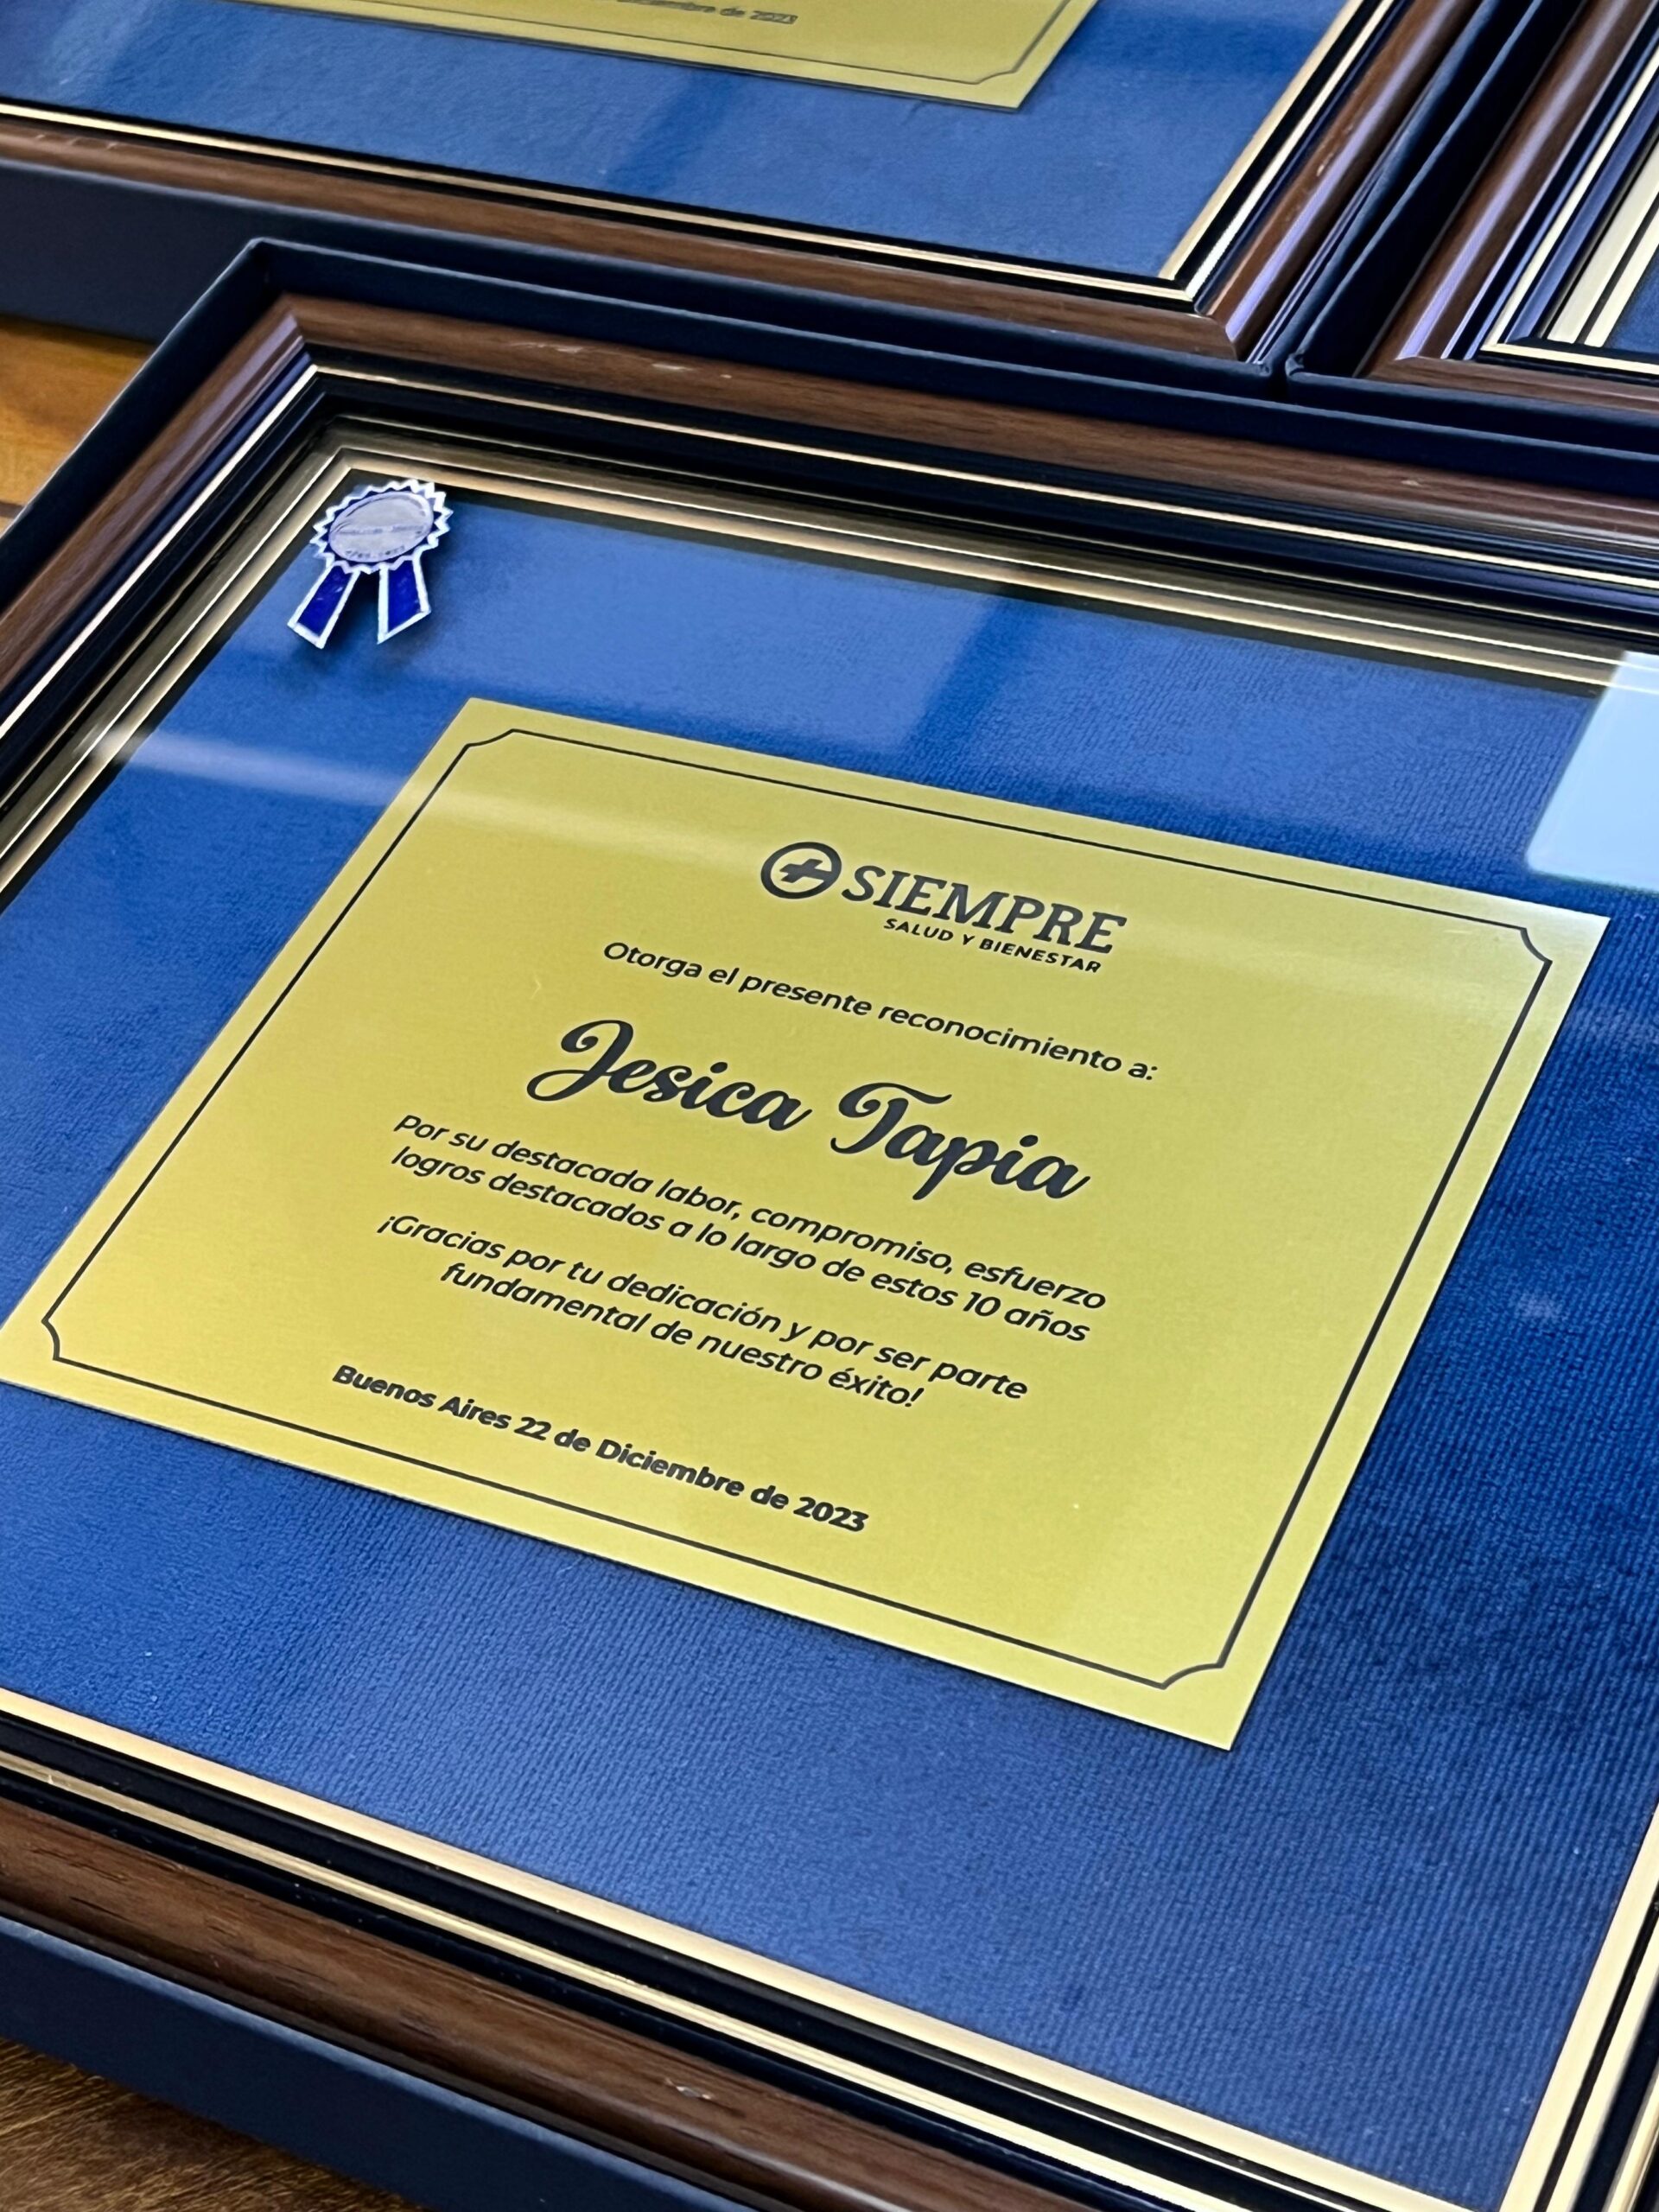 de 2023
SIEMPRE
SALUD Y BIENESTAR
Otorga el presente reconocimiento a:
Jesica Tapia
Por su destacada labor, compromiso, esfuerzo
logros destacados a lo largo de estos 10 años
¡Gracias por tu dedicación y por ser parte
fundamental de nuestro éxito!
Buenos Aires 22 de Diciembre de 2023